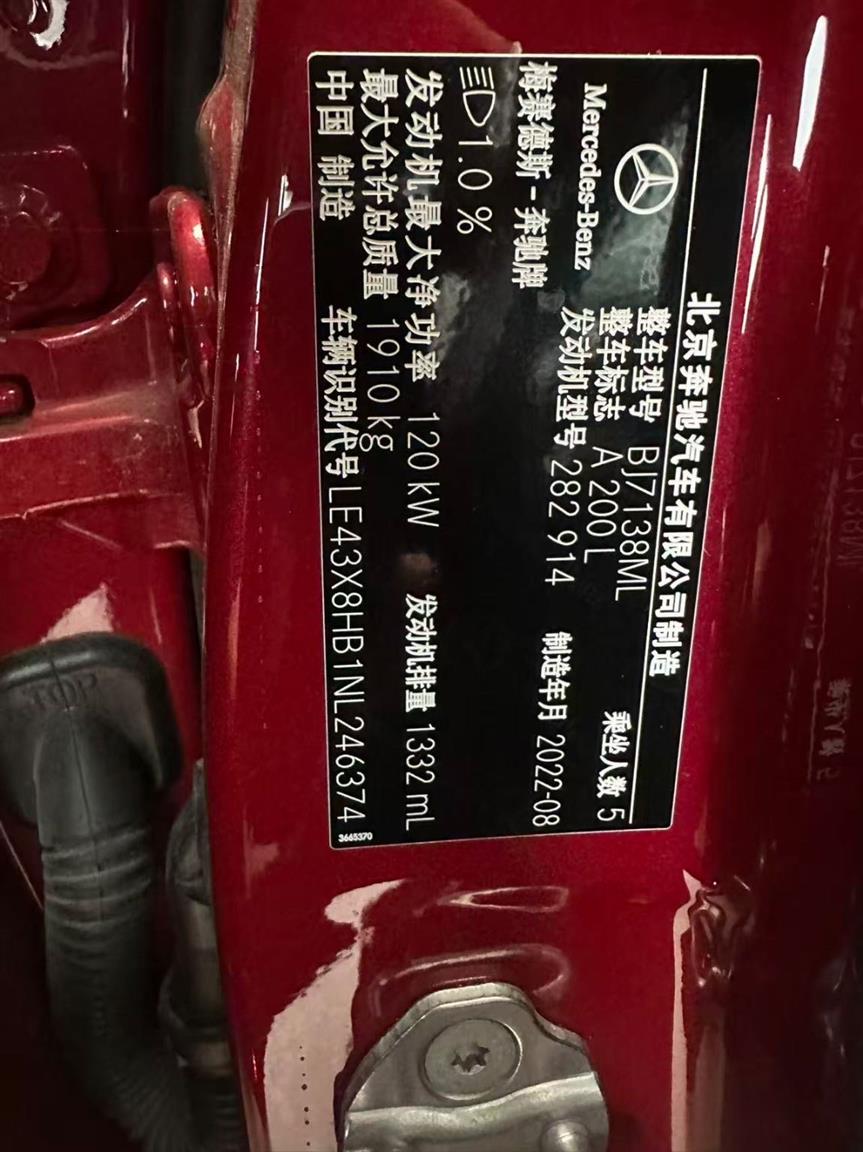 北京奔驰汽车有限公司制造
Mercedes-Benz
整车型号 BJ7138ML
整车标志 A 200 L
乘坐人数 5
梅赛德斯-奔驰牌
发动机型号 282 914
制造年月 2022-08
1.0 %
发动机最大净功率 120 kW
发动机排量 1332 mL
最大允许总质量 1910 kg
中国 制造
车辆识别代号 LE43X8HB1NL246374
3665370
TOP